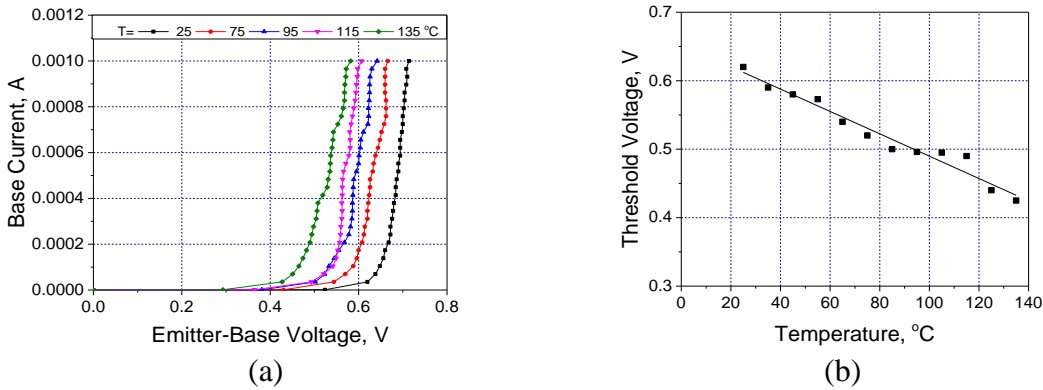 T= 25 75 95 115 135 °C
0.0012
0.0010
0.0008
0.0006
0.0004
0.0002
0.0000
Base Current, A
0.0 0.2 0.4 0.6 0.8
Emitter-Base Voltage, V
(a)
0.7
0.6
0.5
0.4
0.3
Threshold Voltage, V
0 20 40 60 80 100 120 140
Temperature, °C
(b)